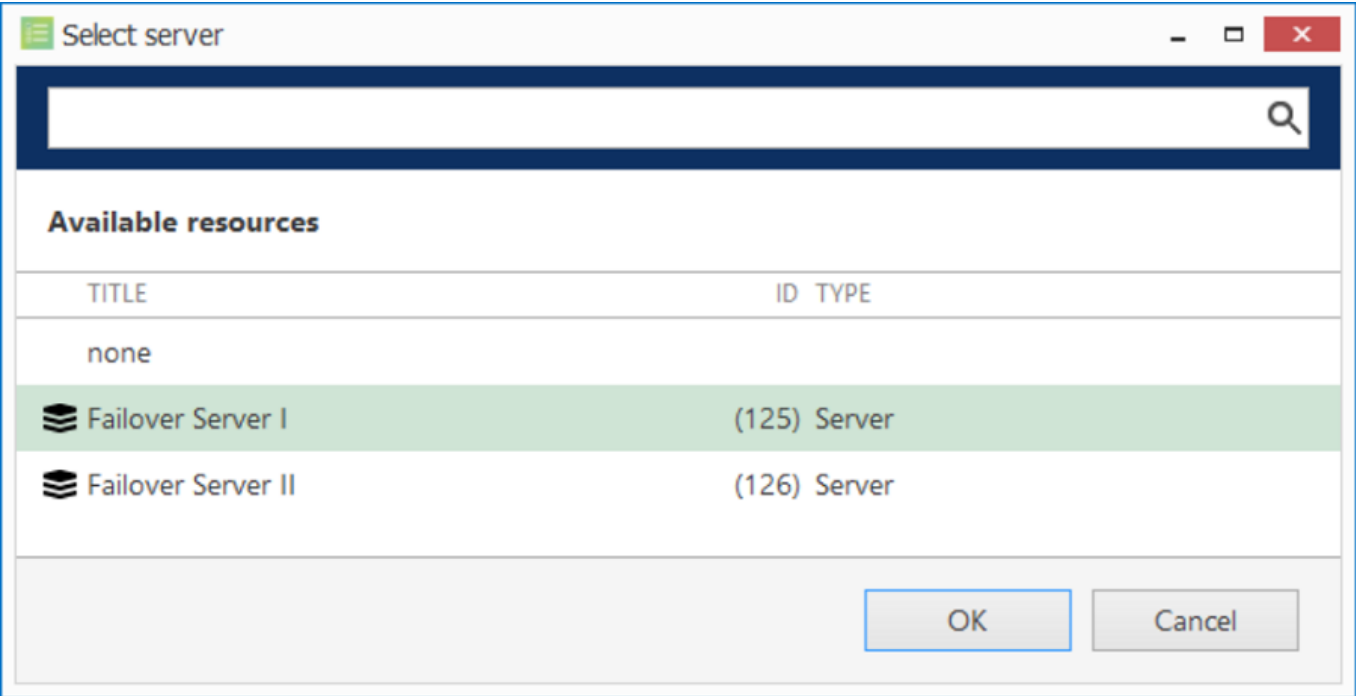 Select server
Available resources
TITLE ID TYPE
none
Failover Server I (125) Server
Failover Server II (126) Server
OK Cancel